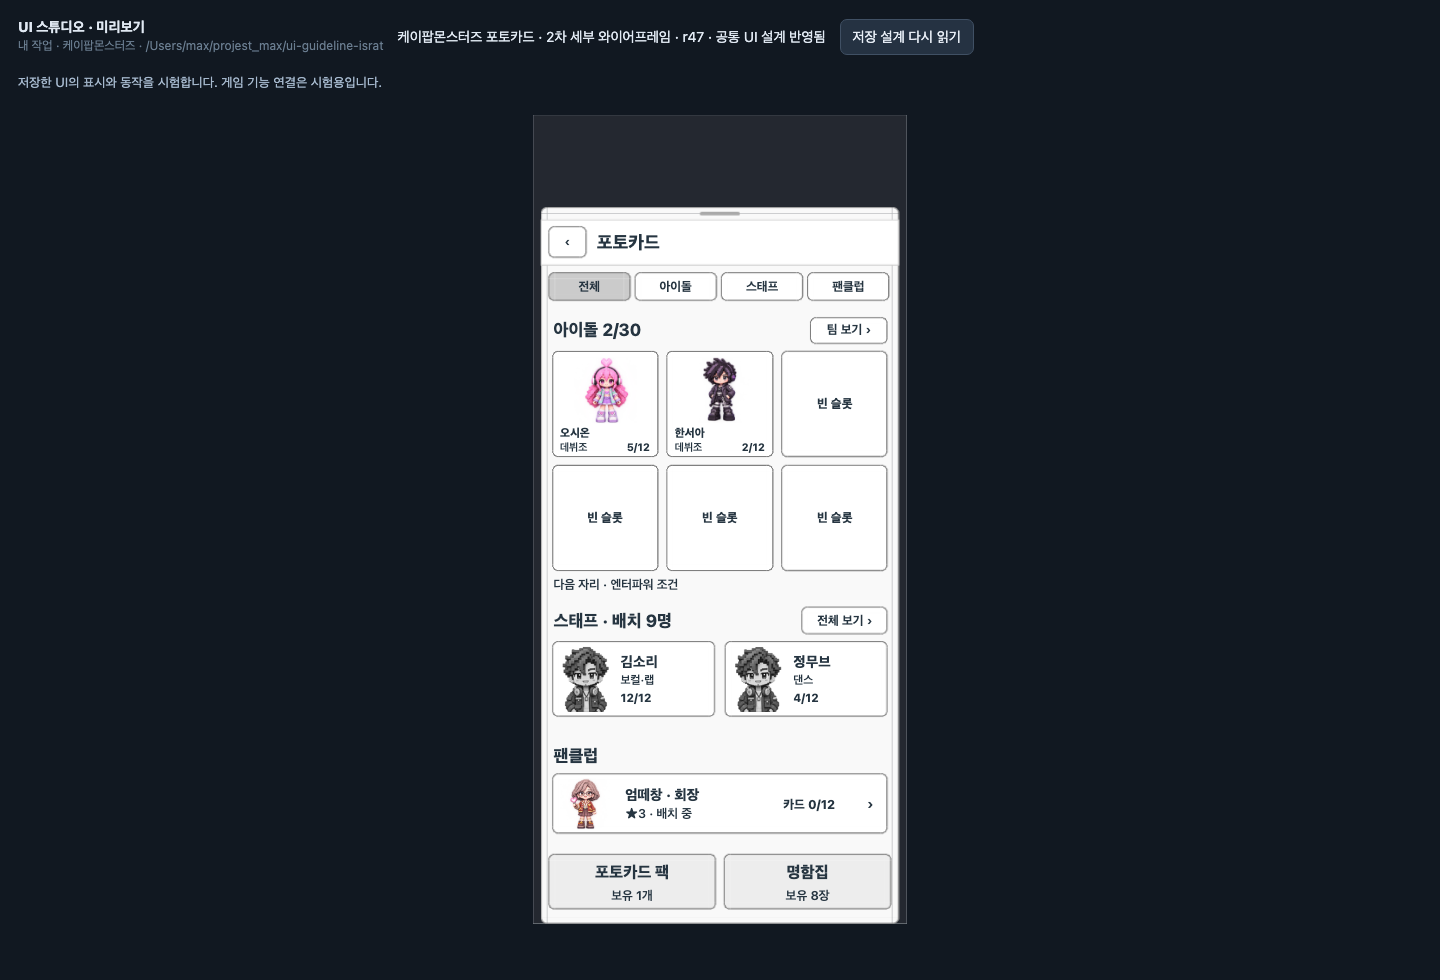 UI 스튜디오 · 미리보기
내 작업 · 케이팝몬스터즈 · /Users/max/projest_max/ui-guideline-israt
케이팝몬스터즈 포토카드 · 2차 세부 와이어프레임 · r47 · 공통 UI 설계 반영됨
저장 설계 다시 읽기
저장한 UI의 표시와 동작을 시험합니다. 게임 기능 연결은 시험용입니다.
‹ 포토카드
전체 아이돌 스태프 팬클럽
아이돌 2/30 팀 보기 ›
오시온
데뷔조 5/12
한서아
데뷔조 2/12
빈 슬롯
빈 슬롯 빈 슬롯 빈 슬롯
다음 자리 · 엔터파워 조건
스태프 · 배치 9명 전체 보기 ›
김소리
보컬·랩
12/12
정무브
댄스
4/12
팬클럽
엄떼창 · 회장
★3 · 배치 중
카드 0/12 ›
포토카드 팩
보유 1개
명함집
보유 8장